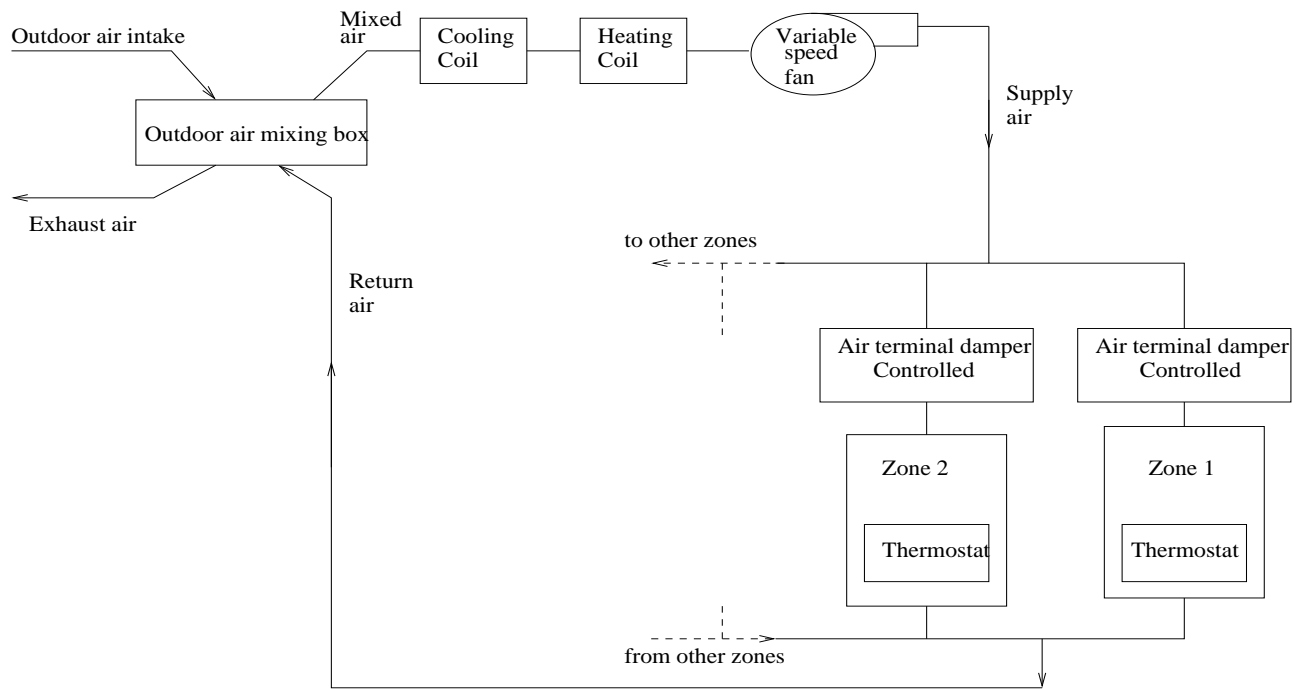 Outdoor air intake
Mixed
air
Cooling
Coil
Heating
Coil
Variable
speed
fan
Supply
air
Outdoor air mixing box
Exhaust air
Return
air
to other zones
Air terminal damper
Controlled
Air terminal damper
Controlled
Zone 2
Zone 1
Thermostat
Thermostat
from other zones